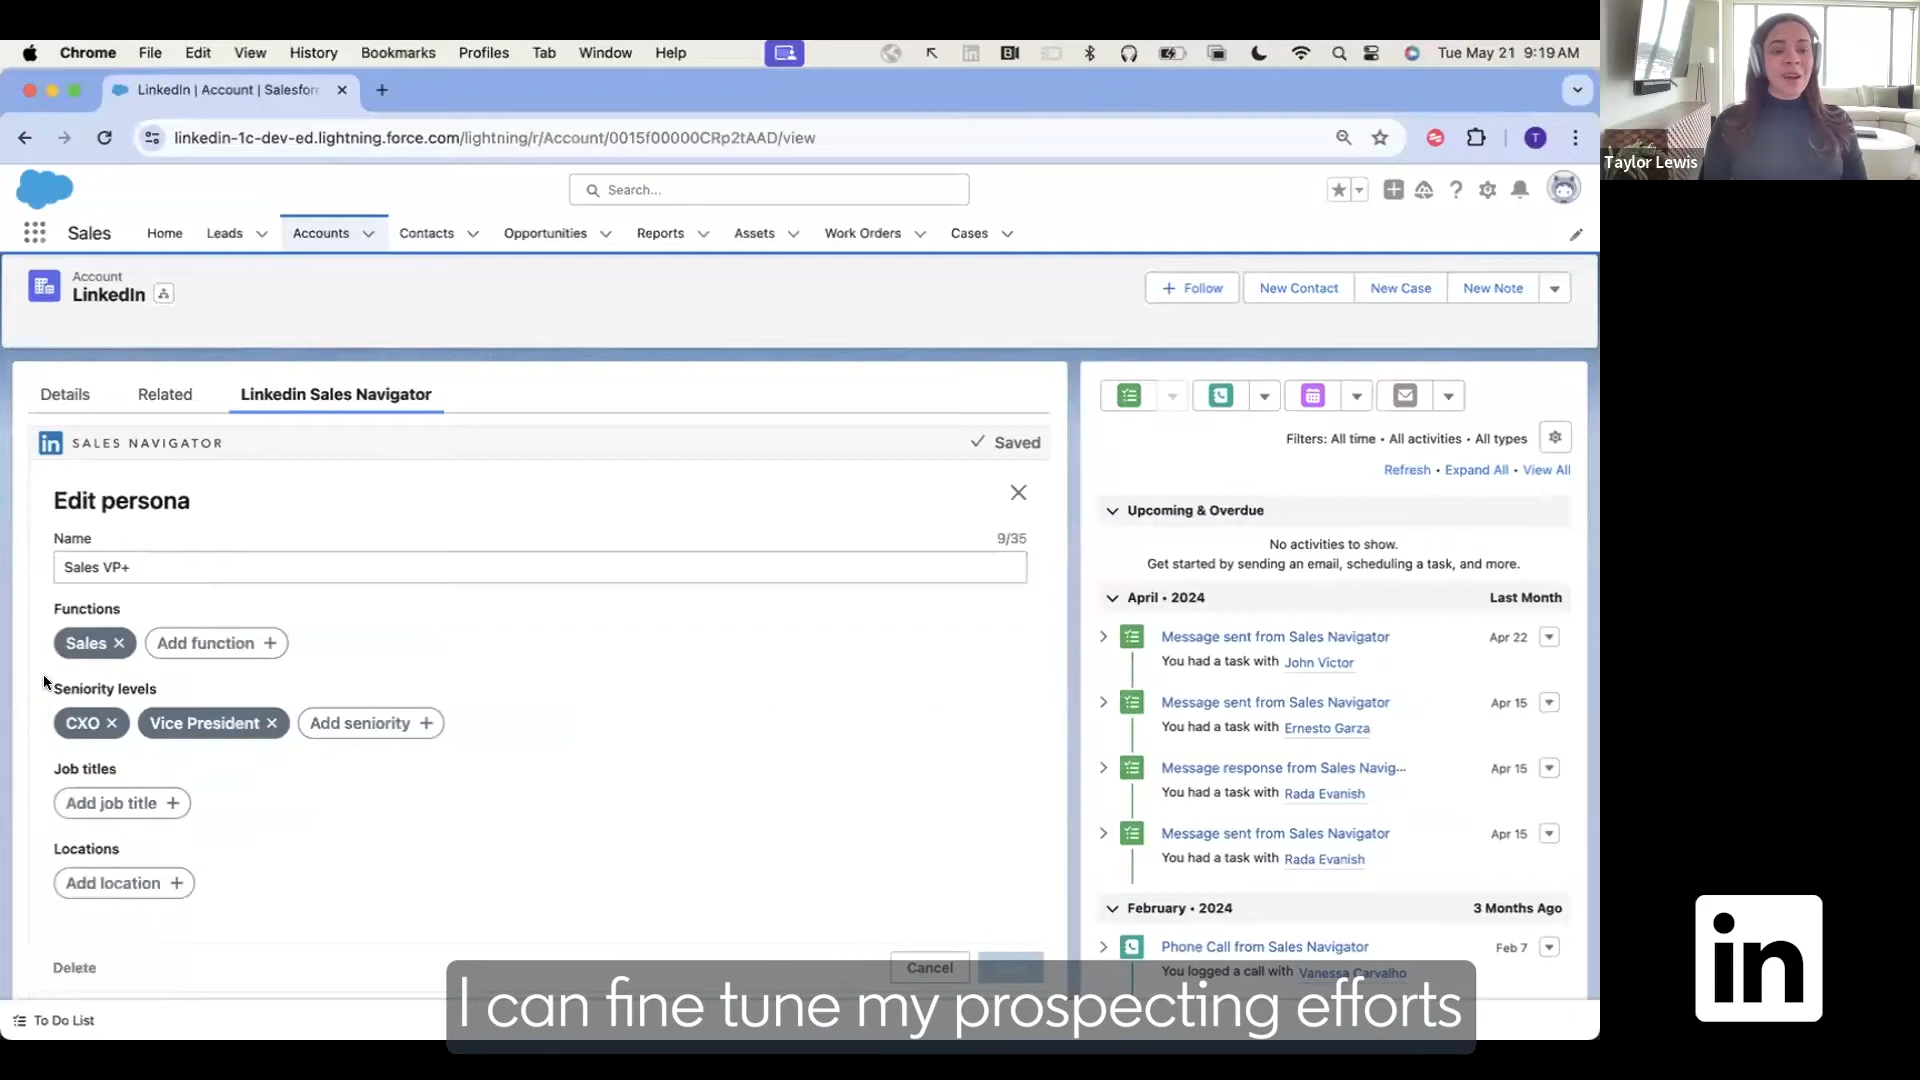 Chrome File Edit View History Bookmarks Profiles Tab Window Help Tue May 21 9:19 AM
LinkedIn | Account | Salesfor
linkedin-1c-dev-ed.lightning.force.com/lightning/r/Account/0015f00000CRp2tAAD/view
T
Taylor Lewis
Search...
Sales Home Leads Accounts Contacts Opportunities Reports Assets Work Orders Cases
Account
LinkedIn
Follow New Contact New Case New Note
Details Related Linkedin Sales Navigator
in SALES NAVIGATOR Saved
Edit persona
Name 9/35
Sales VP+
Functions
Sales Add function
Seniority levels
CXO Vice President Add seniority
Job titles
Add job title
Locations
Add location
Delete Cancel
Filters: All time • All activities • All types
Refresh • Expand All • View All
Upcoming & Overdue
No activities to show.
Get started by sending an email, scheduling a task, and more.
April • 2024 Last Month
Message sent from Sales Navigator Apr 22
You had a task with John Victor
Message sent from Sales Navigator Apr 15
You had a task with Ernesto Garza
Message response from Sales Navig... Apr 15
You had a task with Rada Evanish
Message sent from Sales Navigator Apr 15
You had a task with Rada Evanish
February • 2024 3 Months Ago
Phone Call from Sales Navigator Feb 7
You logged a call with Vanessa Carvalho
To Do List
I can fine tune my prospecting efforts
in